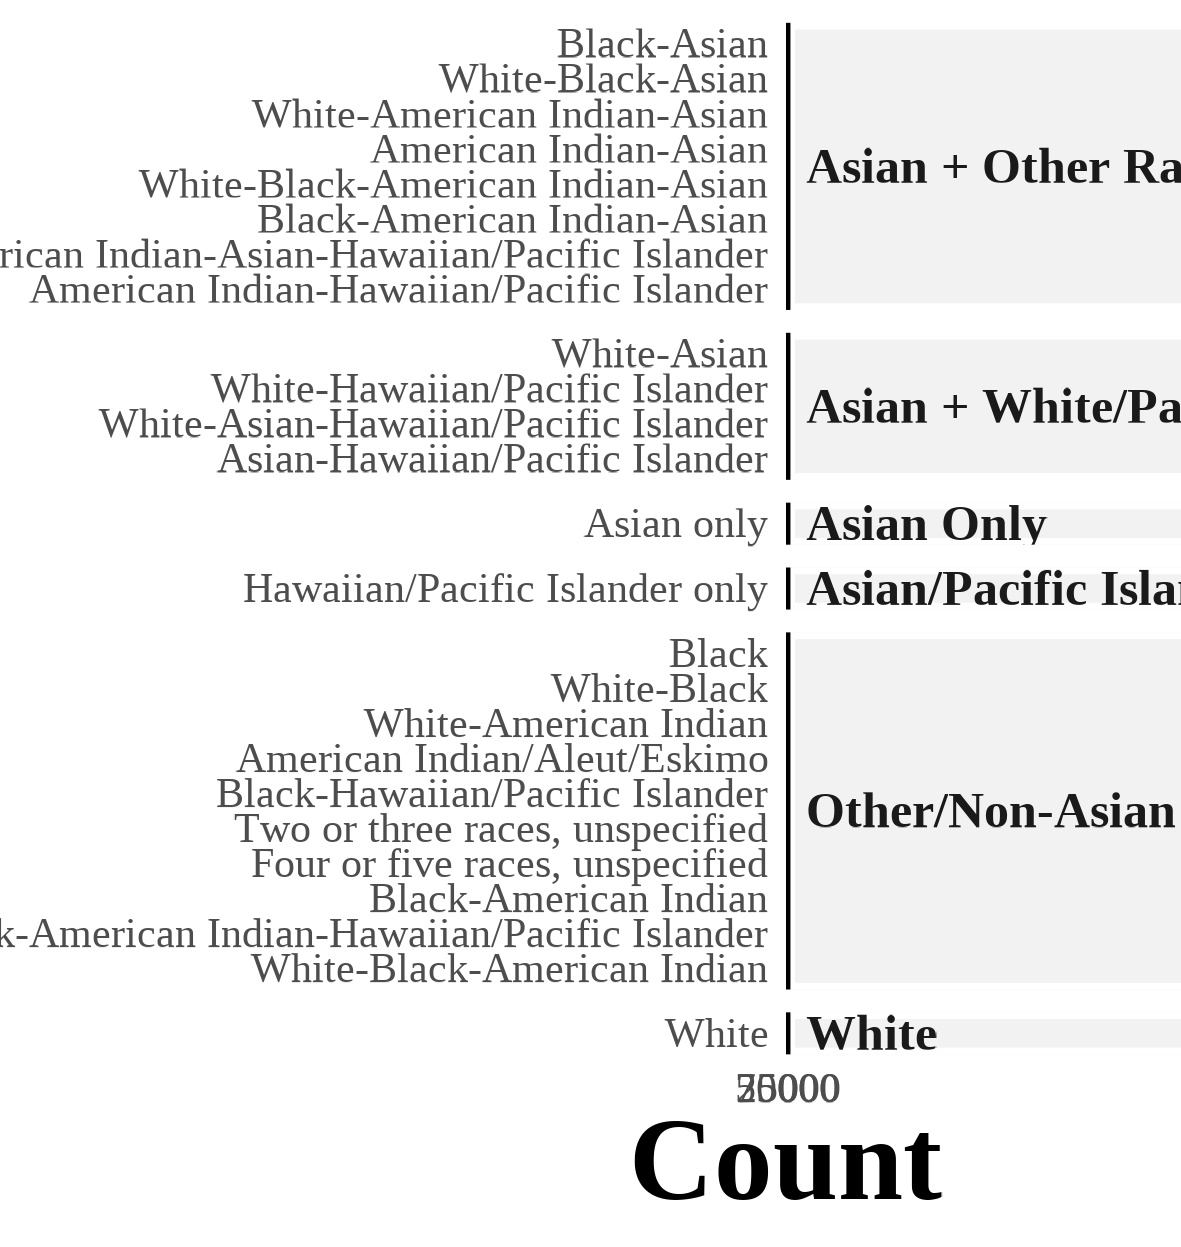 Black-Asian
White-Black-Asian
White-American Indian-Asian
American Indian-Asian
White-Black-American Indian-Asian
Black-American Indian-Asian
rican Indian-Asian-Hawaiian/Pacific Islander
American Indian-Hawaiian/Pacific Islander
Asian + Other Ra
White-Asian
White-Hawaiian/Pacific Islander
White-Asian-Hawaiian/Pacific Islander
Asian-Hawaiian/Pacific Islander
Asian + White/Pa
Asian only
Asian Only
Hawaiian/Pacific Islander only
Asian/Pacific Isla
Black
White-Black
White-American Indian
American Indian/Aleut/Eskimo
Black-Hawaiian/Pacific Islander
Two or three races, unspecified
Four or five races, unspecified
Black-American Indian
k-American Indian-Hawaiian/Pacific Islander
White-Black-American Indian
Other/Non-Asian
White
White
Count